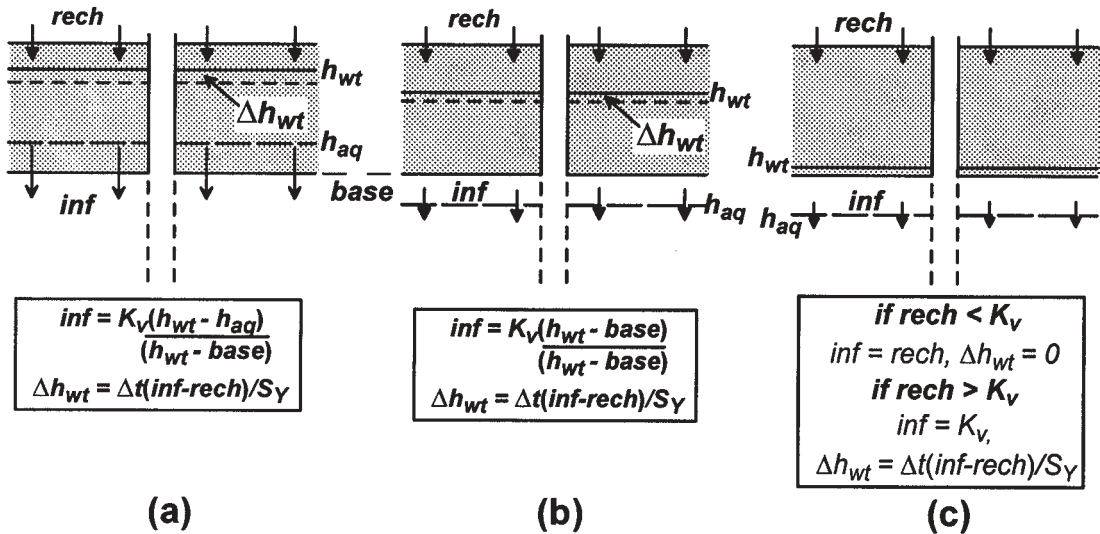 rech
h_wt
Δh_wt
h_aq
base
inf
inf = K_v(h_wt - h_aq)
(h_wt - base)
Δh_wt = Δt(inf-rech)/S_Y
(a)
rech
h_wt
Δh_wt
inf
h_aq
inf = K_v(h_wt - base)
(h_wt - base)
Δh_wt = Δt(inf-rech)/S_Y
(b)
rech
h_wt
inf
h_aq
if rech < K_v
inf = rech, Δh_wt = 0
if rech > K_v
inf = K_v,
Δh_wt = Δt(inf-rech)/S_Y
(c)